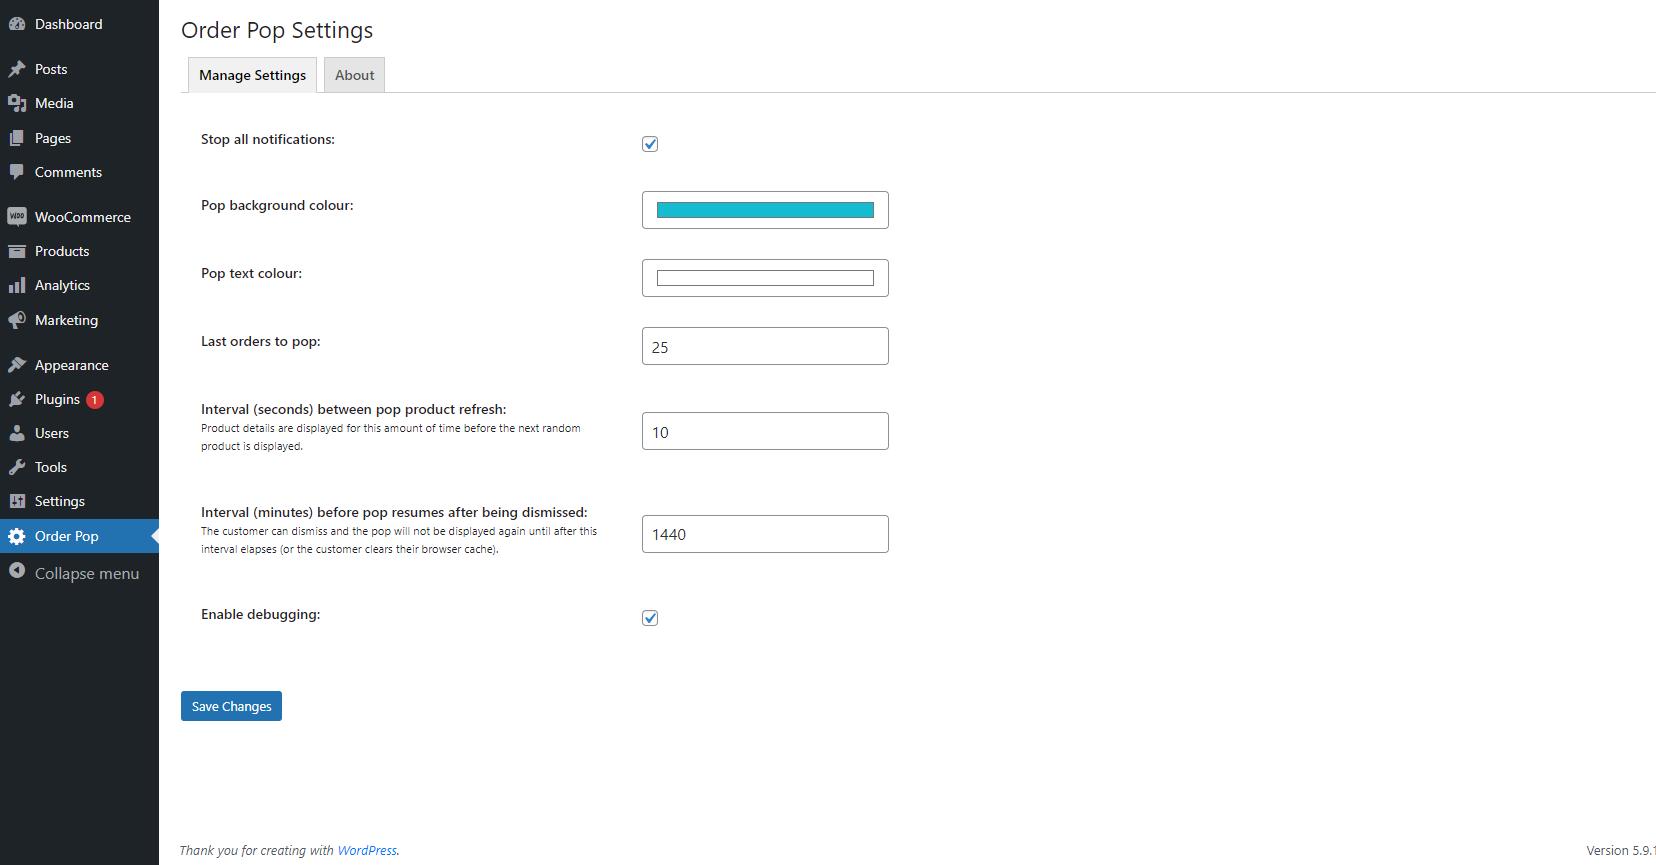 Dashboard
Posts
Media
Pages
Comments
WOO WooCommerce
Products
Analytics
Marketing
Appearance
Plugins 1
Users
Tools
Settings
Order Pop
Collapse menu
Order Pop Settings
Manage Settings About
Stop all notifications:
Pop background colour:
Pop text colour:
Last orders to pop:
25
Interval (seconds) between pop product refresh:
Product details are displayed for this amount of time before the next random
product is displayed.
10
Interval (minutes) before pop resumes after being dismissed:
The customer can dismiss and the pop will not be displayed again until after this
interval elapses (or the customer clears their browser cache).
1440
Enable debugging:
Save Changes
Thank you for creating with WordPress.
Version 5.9.1